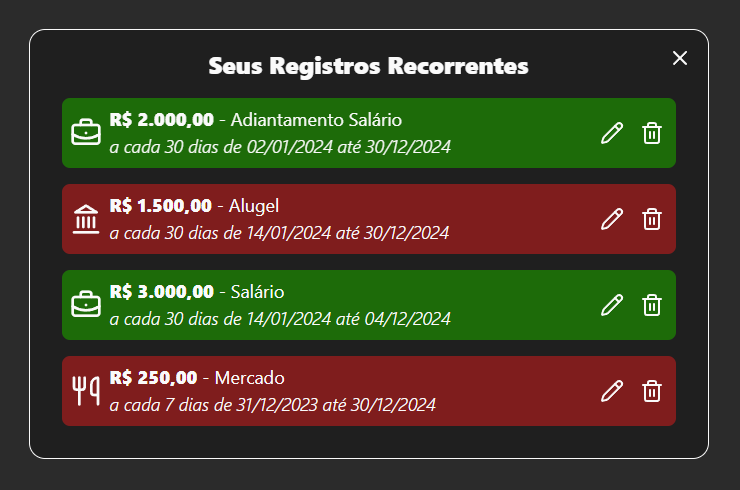 Seus Registros Recorrentes
R$ 2.000,00 - Adiantamento Salário
a cada 30 dias de 02/01/2024 até 30/12/2024
R$ 1.500,00 - Alugel
a cada 30 dias de 14/01/2024 até 30/12/2024
R$ 3.000,00 - Salário
a cada 30 dias de 14/01/2024 até 04/12/2024
R$ 250,00 - Mercado
a cada 7 dias de 31/12/2023 até 30/12/2024